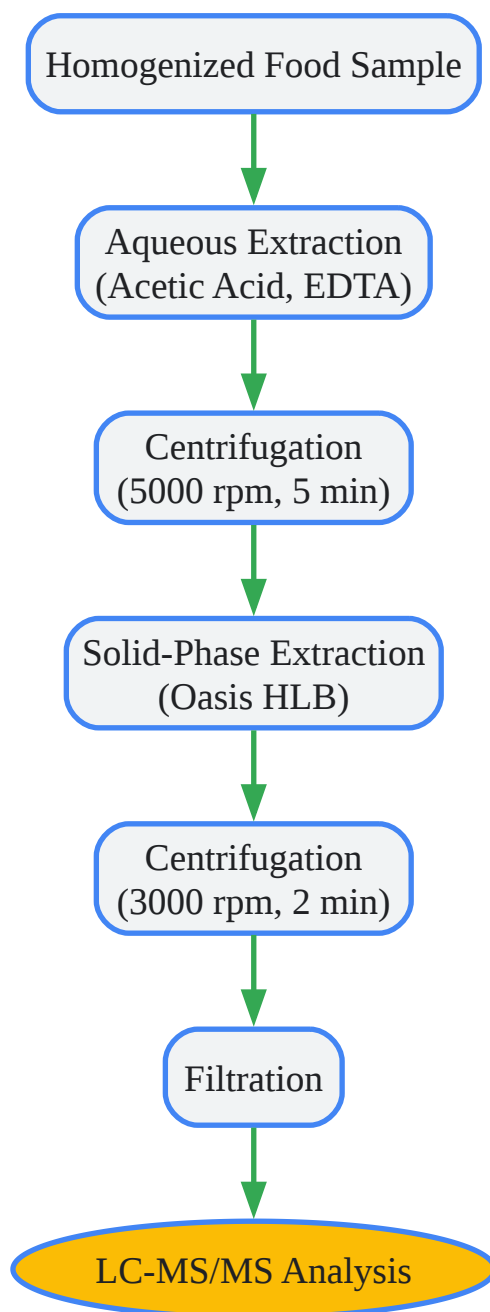 Homogenized Food Sample
Aqueous Extraction
(Acetic Acid, EDTA)
Centrifugation
(5000 rpm, 5 min)
Solid-Phase Extraction
(Oasis HLB)
Centrifugation
(3000 rpm, 2 min)
Filtration
LC-MS/MS Analysis